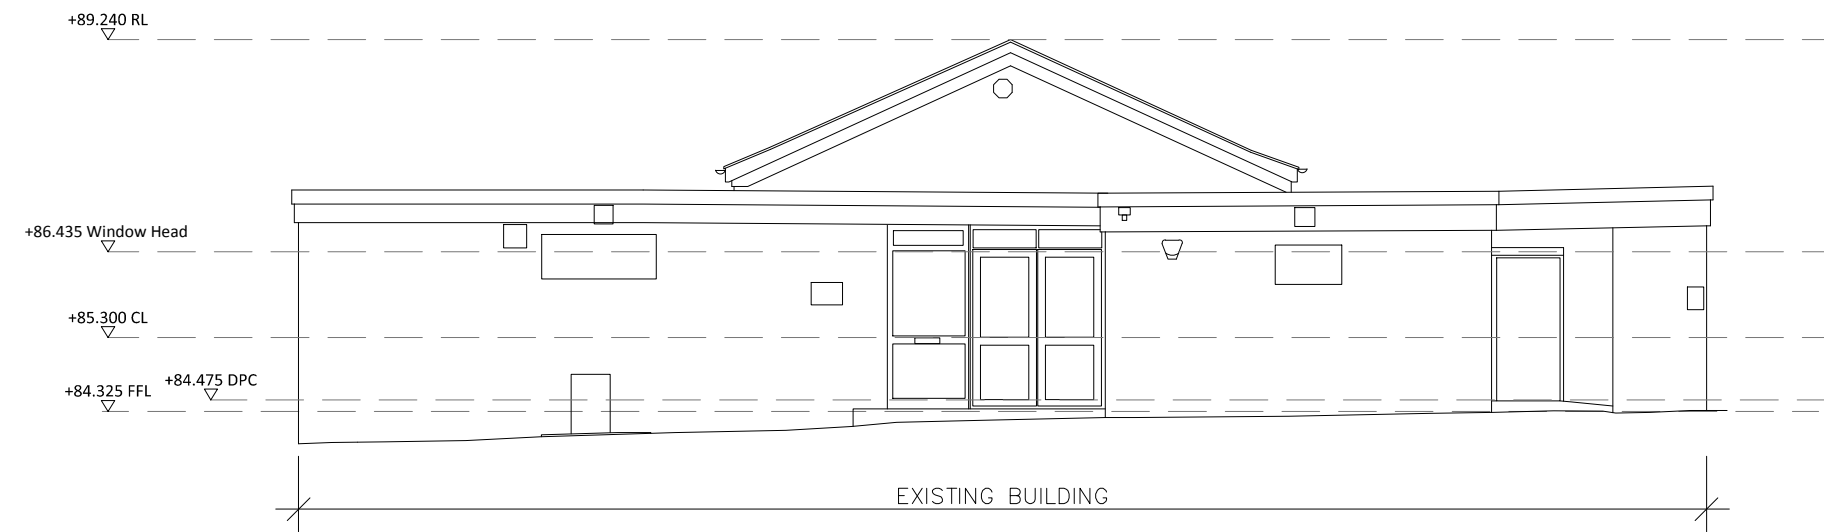 +89.240 RL
+86.435 Window Head
+85.300 CL
+84.475 DPC
+84.325 FFL
EXISTING BUILDING